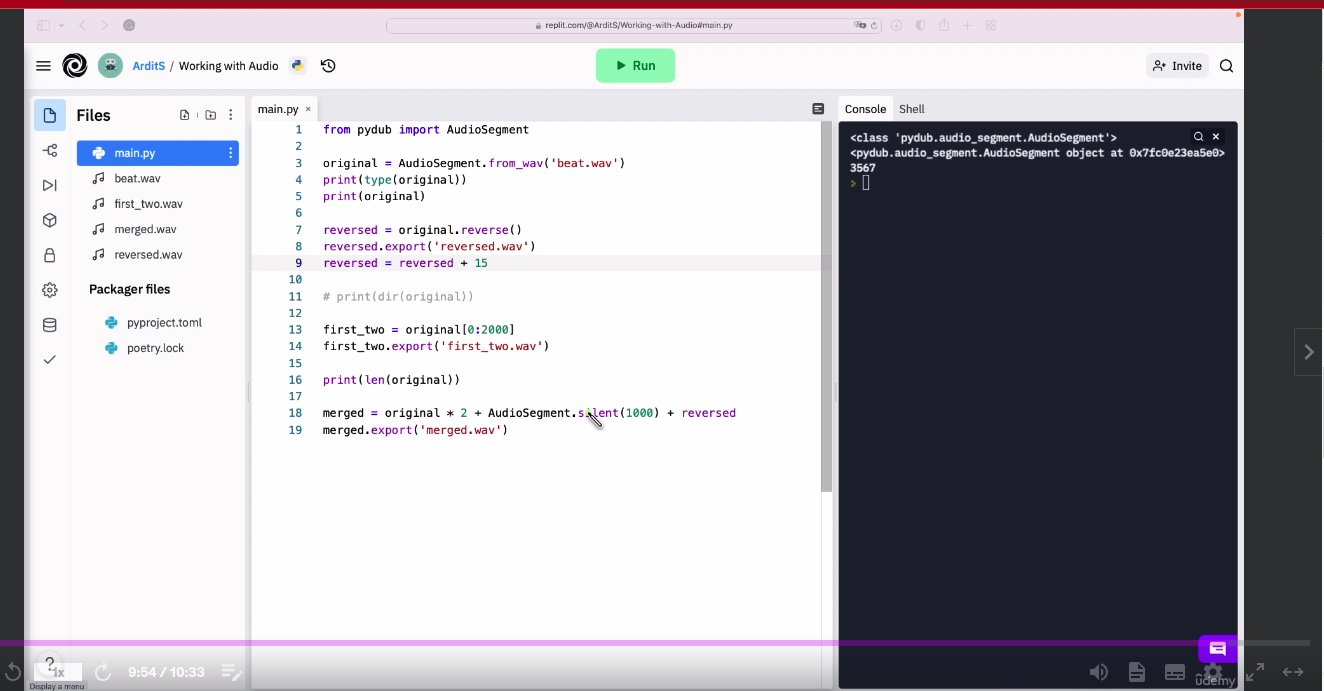 replit.com/@ArditS/Working-with-Audio#main.py
ArditS / Working with Audio
Run
Invite
Files
main.py
beat.wav
first_two.wav
merged.wav
reversed.wav
Packager files
pyproject.toml
poetry.lock
main.py ×
1 from pydub import AudioSegment
2
3 original = AudioSegment.from_wav('beat.wav')
4 print(type(original))
5 print(original)
6
7 reversed = original.reverse()
8 reversed.export('reversed.wav')
9 reversed = reversed + 15
10
11 # print(dir(original))
12
13 first_two = original[0:2000]
14 first_two.export('first_two.wav')
15
16 print(len(original))
17
18 merged = original * 2 + AudioSegment.silent(1000) + reversed
19 merged.export('merged.wav')
Console Shell
<class 'pydub.audio_segment.AudioSegment'>
<pydub.audio_segment.AudioSegment object at 0x7fc0e23ea5e0>
3567
?
1x
9:54 / 10:33
Display a menu
ûdemy